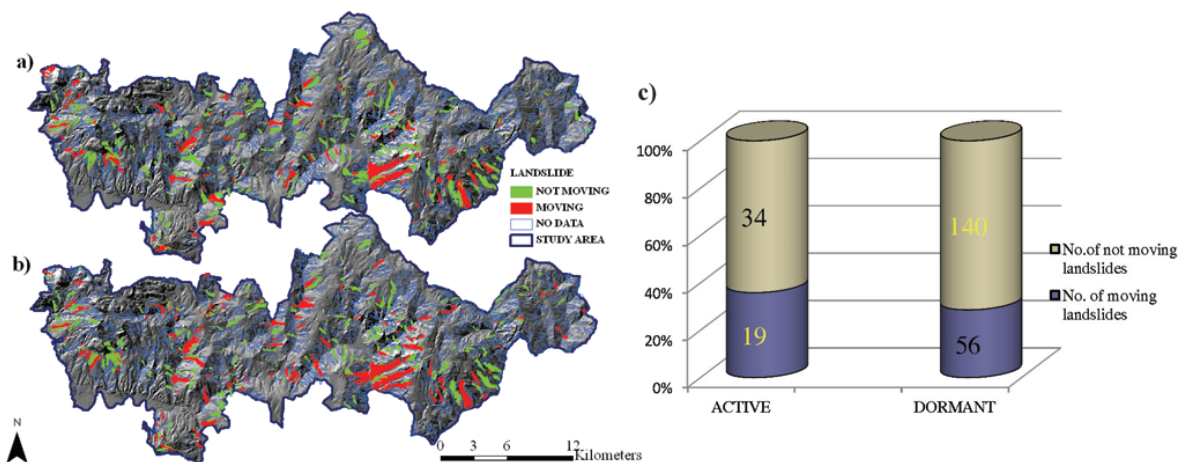 a)
LANDSLIDE
NOT MOVING
MOVING
NO DATA
STUDY AREA
b)
N
0 3 6 12
Kilometers
c)
100%
80%
60%
40%
20%
0%
34
140
19
56
ACTIVE DORMANT
No.of not moving
landslides
No. of moving
landslides